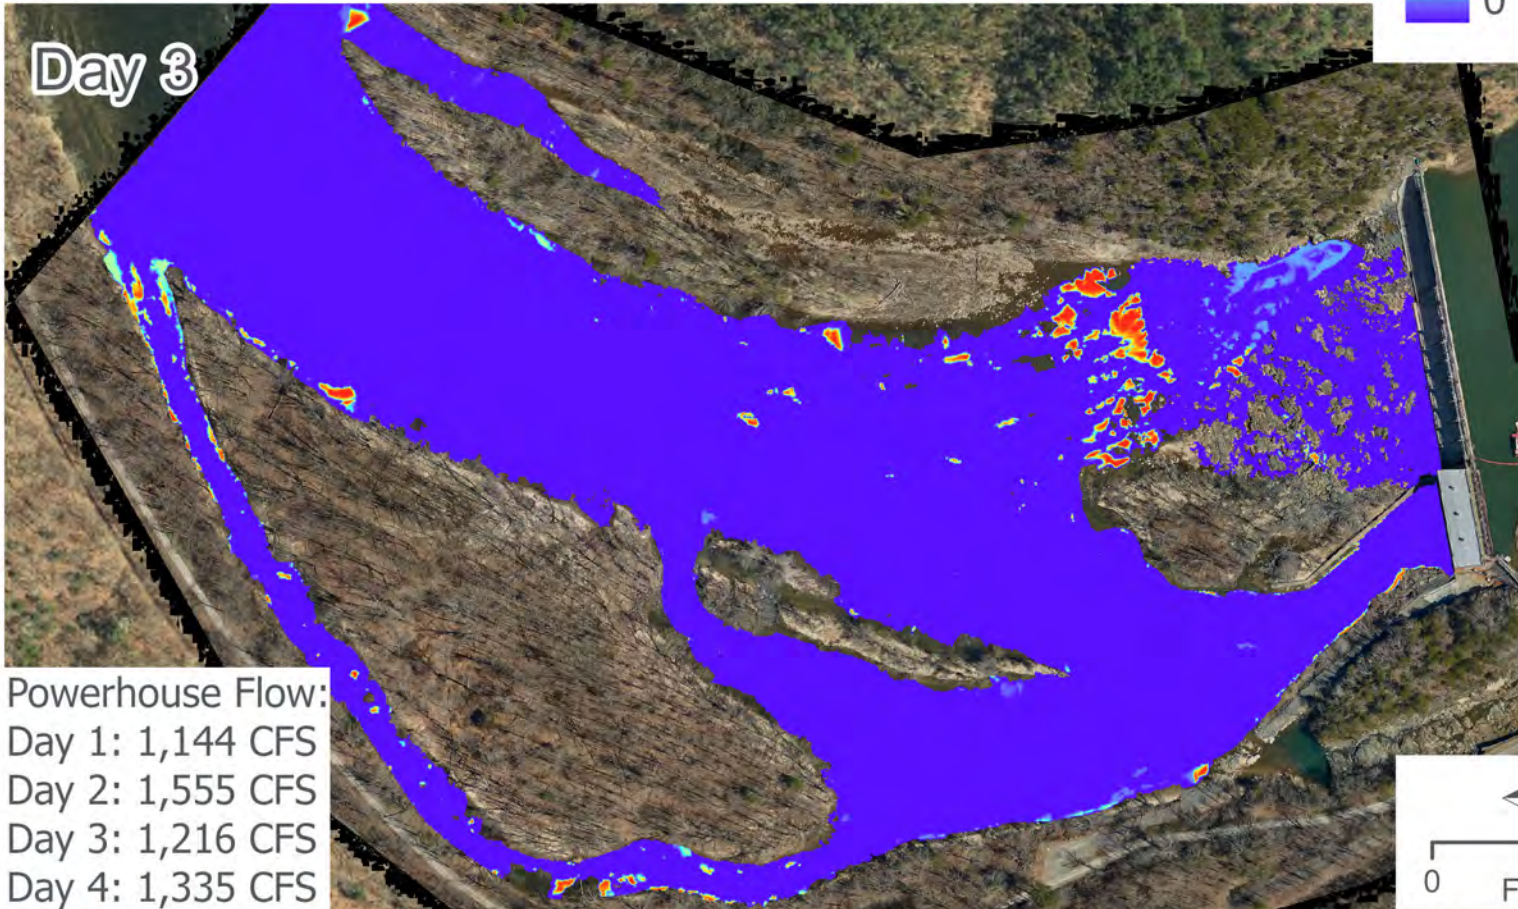 0
Day 3
Powerhouse Flow:
Day 1: 1,144 CFS
Day 2: 1,555 CFS
Day 3: 1,216 CFS
Day 4: 1,335 CFS
0
F